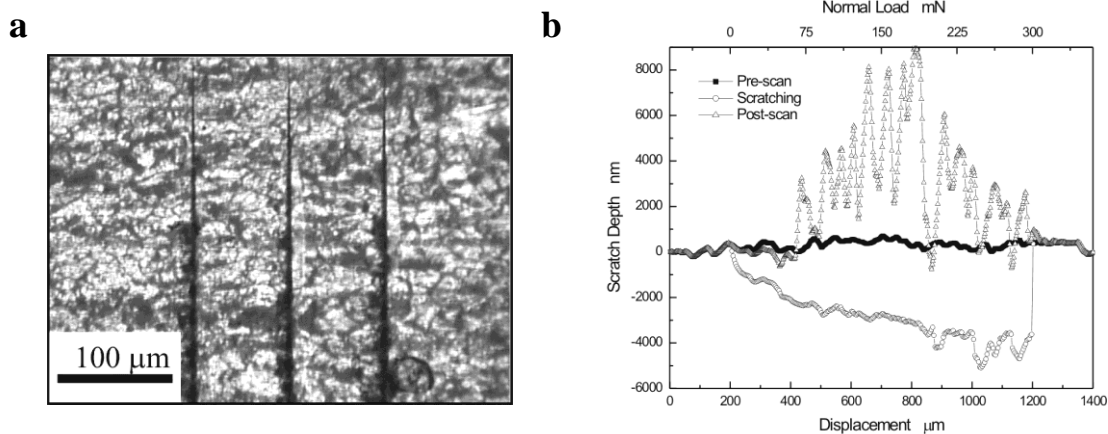 a
100 μm
b
Normal Load mN
0 75 150 225 300
Pre-scan
Scratching
Post-scan
8000
6000
4000
2000
0
-2000
-4000
-6000
Scratch Depth nm
0 200 400 600 800 1000 1200 1400
Displacement μm